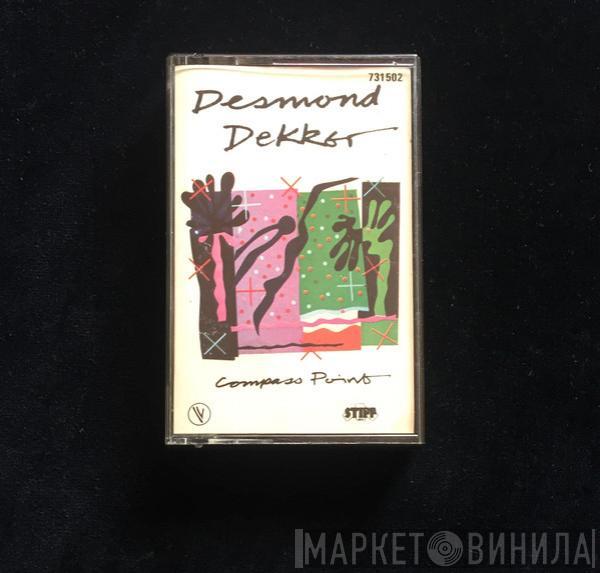 731502
Desmond
Dekker
Compass Point
STIFF
МАРКЕТ ВИНИЛА